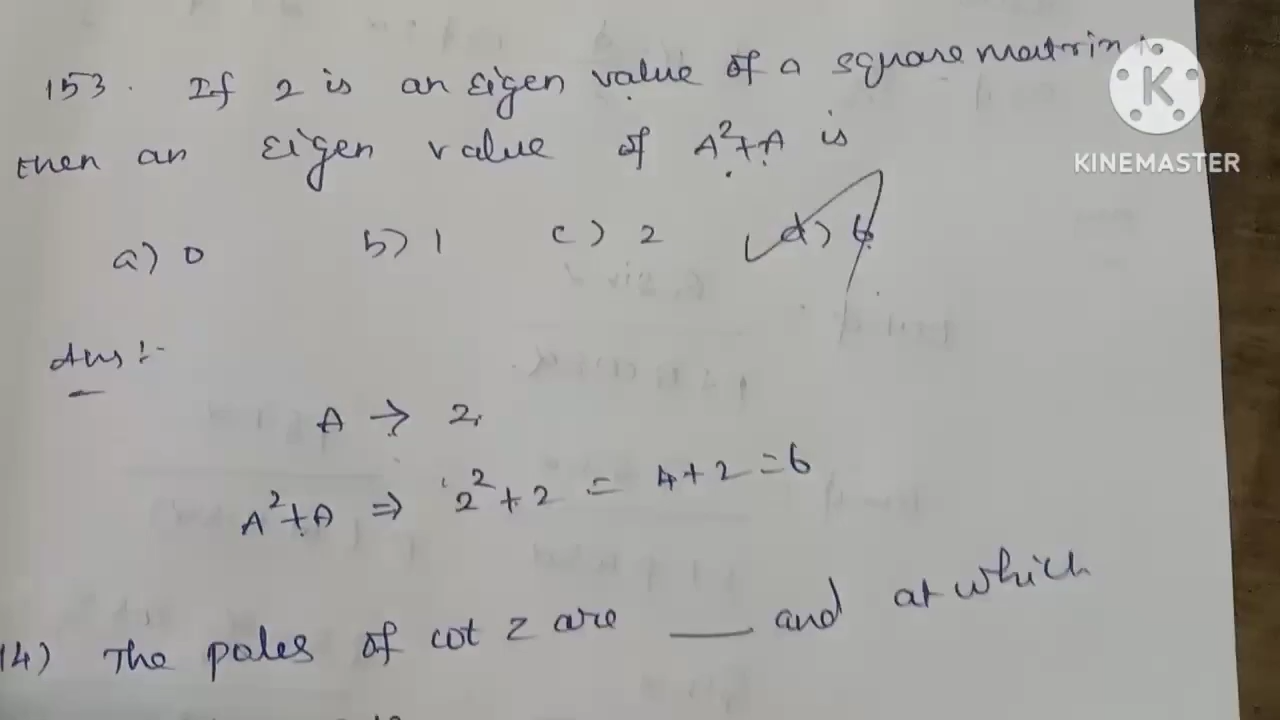 153. If 2 is an Eigen value of a square matrin
then an Eigen value of A²+A is
a) 0 b) 1 c) 2 d) 6
Ans :-
A → 2
A²+A ⇒ 2²+2 = 4+2 = 6
14) The poles of cot z are ___ and at which
K
KINEMASTER